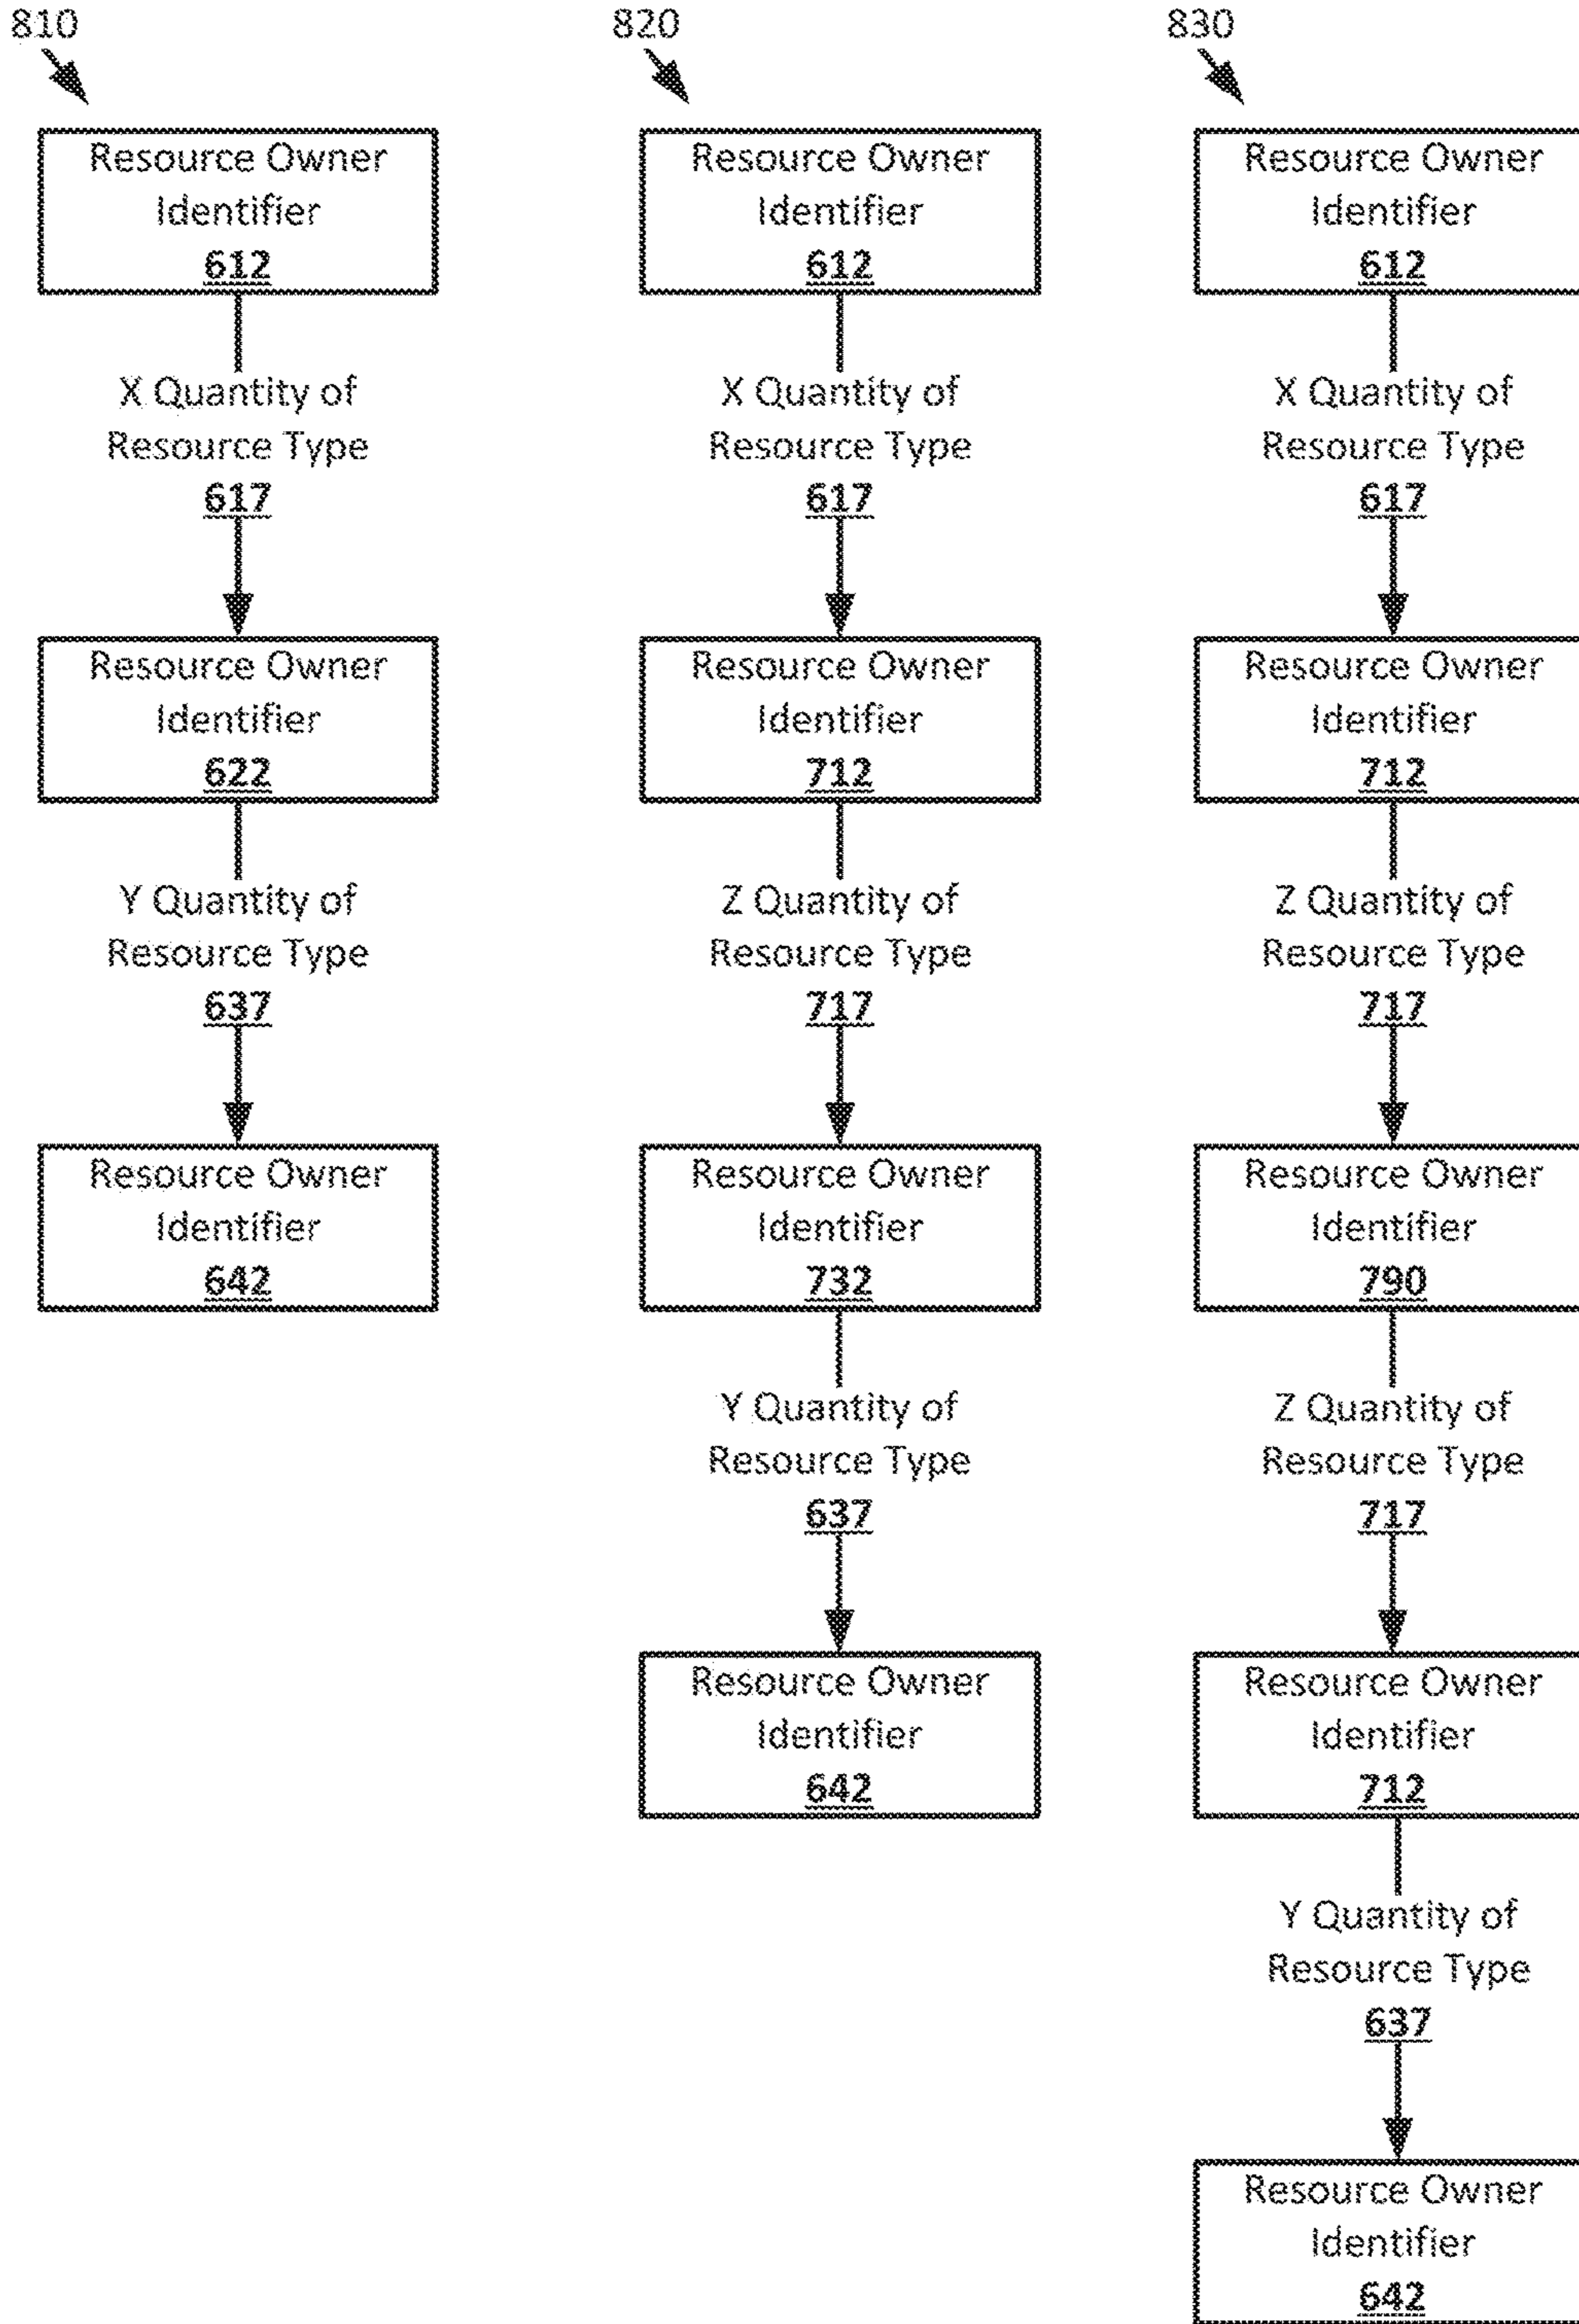 810
Resource Owner
Identifier
612
X Quantity of
Resource Type
617
Resource Owner
Identifier
622
Y Quantity of
Resource Type
637
Resource Owner
Identifier
642
820
Resource Owner
Identifier
612
X Quantity of
Resource Type
617
Resource Owner
Identifier
712
Z Quantity of
Resource Type
717
Resource Owner
Identifier
732
Y Quantity of
Resource Type
637
Resource Owner
Identifier
642
830
Resource Owner
Identifier
612
X Quantity of
Resource Type
617
Resource Owner
Identifier
712
Z Quantity of
Resource Type
717
Resource Owner
Identifier
790
Z Quantity of
Resource Type
717
Resource Owner
Identifier
712
Y Quantity of
Resource Type
637
Resource Owner
Identifier
642